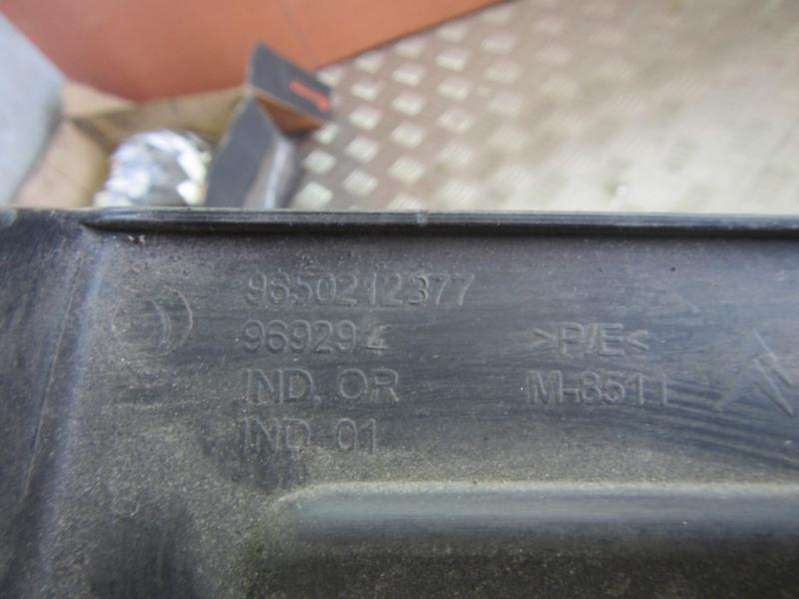 9650212377
969294
IND. OR
IND. 01
>P/E<
M-8511